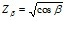 Z_β = √cos β